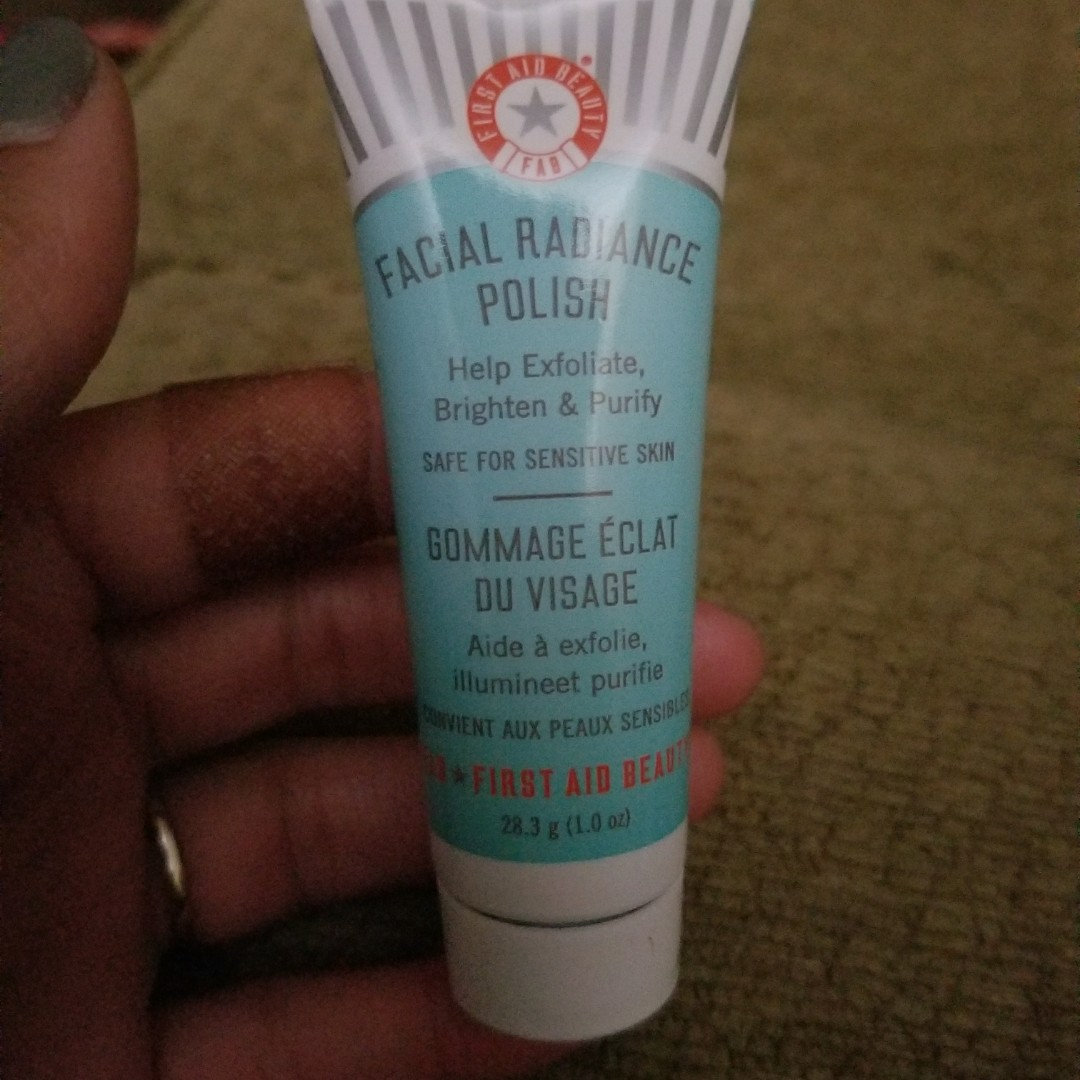 FIRST AID BEAUTY
FAB
FACIAL RADIANCE
POLISH
Help Exfoliate,
Brighten & Purify
SAFE FOR SENSITIVE SKIN
GOMMAGE ÉCLAT
DU VISAGE
Aide à exfolie,
illumineet purifie
CONVIENT AUX PEAUX SENSIBLES
FIRST AID BEAUTY
28.3 g (1.0 oz)